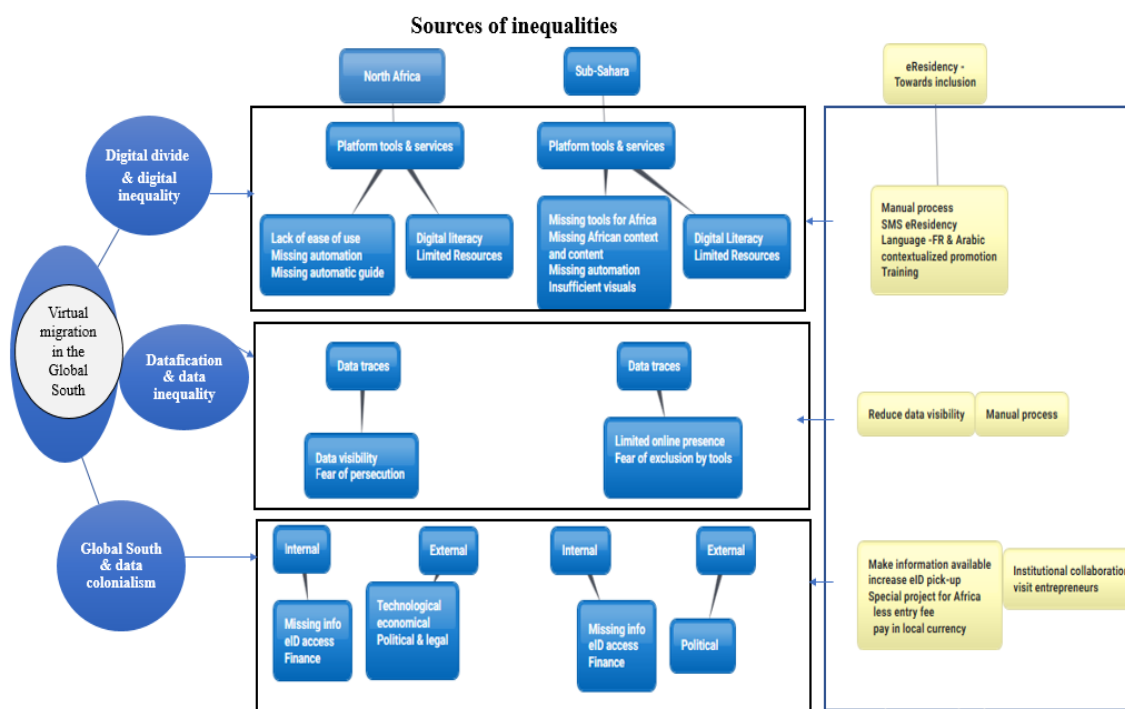 Sources of inequalities
North Africa
Sub-Sahara
eResidency -
Towards inclusion
Digital divide
& digital
inequality
Platform tools & services
Platform tools & services
Lack of ease of use
Missing automation
Missing automatic guide
Digital literacy
Limited Resources
Missing tools for Africa
Missing African context
and content
Missing automation
Insufficient visuals
Digital Literacy
Limited Resources
Manual process
SMS eResidency
Language -FR & Arabic
contextualized promotion
Training
Virtual
migration
in the
Global
South
Datafication
& data
inequality
Data traces
Data traces
Data visibility
Fear of persecution
Limited online presence
Fear of exclusion by tools
Reduce data visibility
Manual process
Global South
& data
colonialism
Internal
External
Internal
External
Missing info
eID access
Finance
Technological
economical
Political & legal
Missing info
eID access
Finance
Political
Make information available
increase eID pick-up
Special project for Africa
less entry fee
pay in local currency
Institutional collaboration
visit entrepreneurs